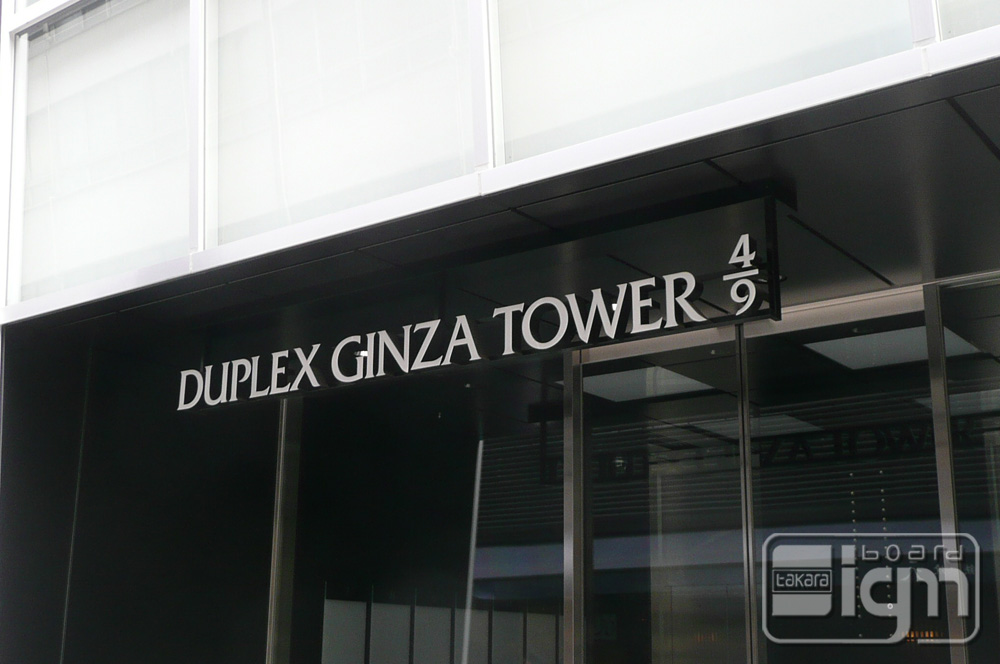 DUPLEX GINZA TOWER 4/9
takara
board
sign